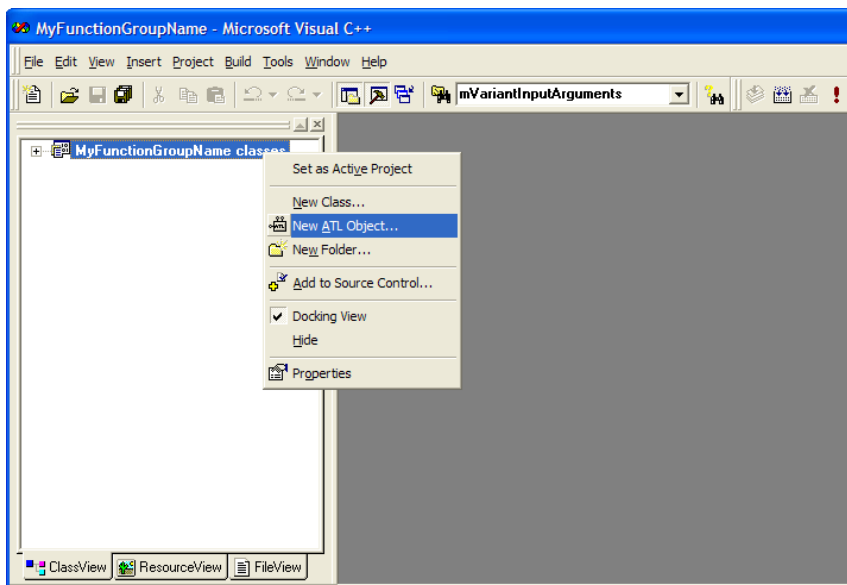 MyFunctionGroupName - Microsoft Visual C++
File Edit View Insert Project Build Tools Window Help
mVariantInputArguments
MyFunctionGroupName classes
Set as Active Project
New Class...
New ATL Object...
New Folder...
Add to Source Control...
Docking View
Hide
Properties
ClassView ResourceView FileView